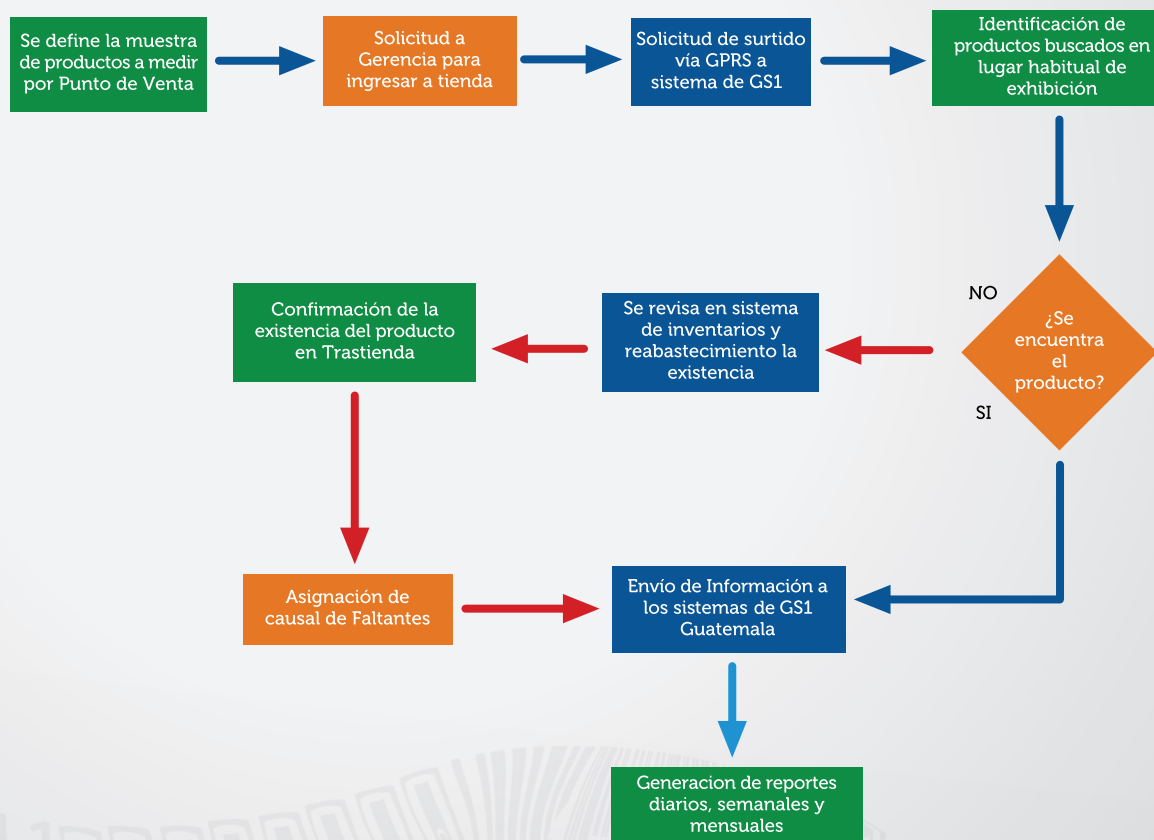 Se define la muestra
de productos a medir
por Punto de Venta
Solicitud a
Gerencia para
ingresar a tienda
Solicitud de surtido
vía GPRS a
sistema de GS1
Identificación de
productos buscados en
lugar habitual de
exhibición
NO
¿Se
encuentra
el
producto?
SI
Se revisa en sistema
de inventarios y
reabastecimiento la
existencia
Confirmación de la
existencia del producto
en Trastienda
Asignación de
causal de Faltantes
Envío de Información a
los sistemas de GS1
Guatemala
Generacion de reportes
diarios, semanales y
mensuales